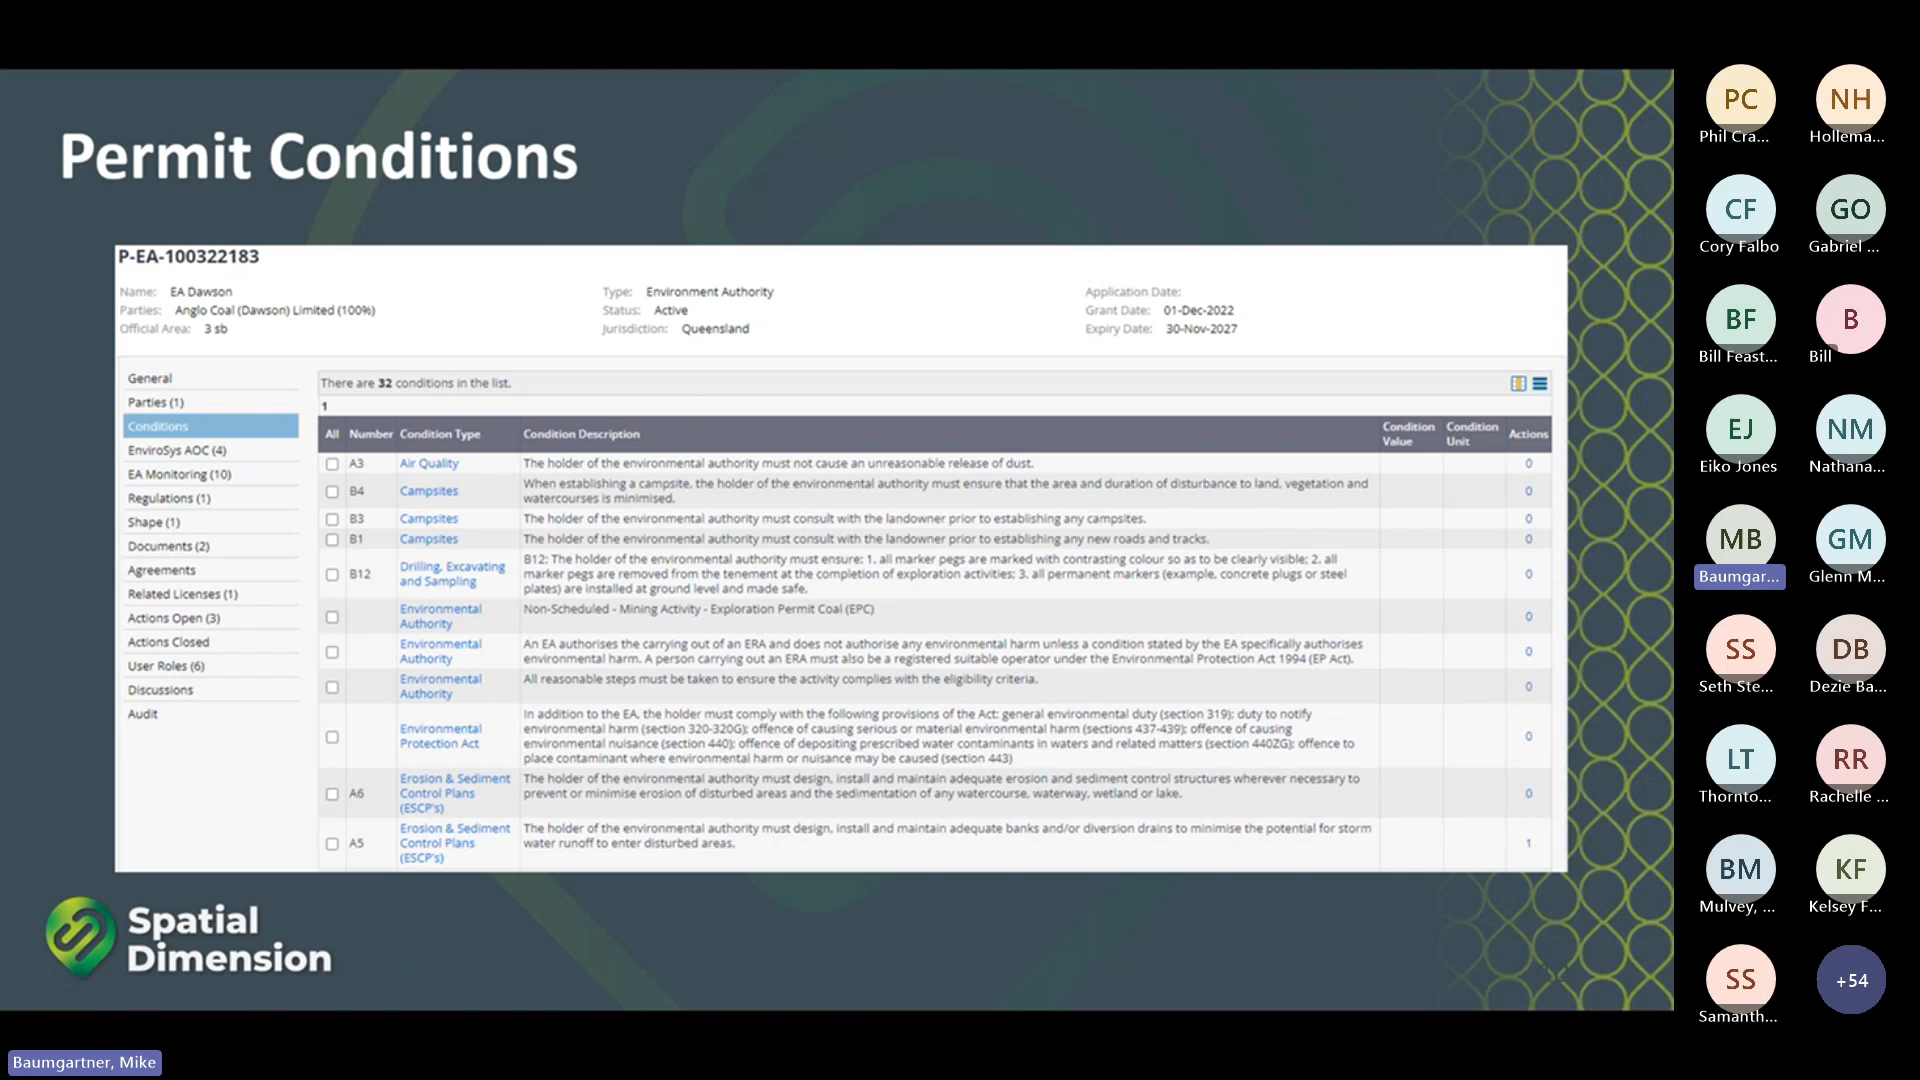 Permit Conditions
P-EA-100322183
Name: EA Dawson
Parties: Anglo Coal (Dawson) Limited (100%)
Official Area: 3 sb
Type: Environment Authority
Status: Active
Jurisdiction: Queensland
Application Date:
Grant Date: 01-Dec-2022
Expiry Date: 30-Nov-2027
General
Parties (1)
Conditions
EnviroSys AOC (4)
EA Monitoring (10)
Regulations (1)
Shape (1)
Documents (2)
Agreements
Related Licenses (1)
Actions Open (3)
Actions Closed
User Roles (6)
Discussions
Audit
There are 32 conditions in the list.
1
All Number Condition Type Condition Description Condition Value Condition Unit Actions
A3 Air Quality The holder of the environmental authority must not cause an unreasonable release of dust. 0
B4 Campsites When establishing a campsite, the holder of the environmental authority must ensure that the area and duration of disturbance to land, vegetation and
watercourses is minimised. 0
B3 Campsites The holder of the environmental authority must consult with the landowner prior to establishing any campsites. 0
B1 Campsites The holder of the environmental authority must consult with the landowner prior to establishing any new roads and tracks. 0
B12 Drilling, Excavating and Sampling B12: The holder of the environmental authority must ensure: 1. all marker pegs are marked with contrasting colour so as to be clearly visible; 2. all
marker pegs are removed from the tenement at the completion of exploration activities; 3. all permanent markers (example, concrete plugs or steel
plates) are installed at ground level and made safe. 0
Environmental Authority Non-Scheduled - Mining Activity - Exploration Permit Coal (EPC) 0
Environmental Authority An EA authorises the carrying out of an ERA and does not authorise any environmental harm unless a condition stated by the EA specifically authorises
environmental harm. A person carrying out an ERA must also be a registered suitable operator under the Environmental Protection Act 1994 (EP Act). 0
Environmental Authority All reasonable steps must be taken to ensure the activity complies with the eligibility criteria. 0
Environmental Protection Act In addition to the EA, the holder must comply with the following provisions of the Act: general environmental duty (section 319); duty to notify
environmental harm (section 320-320G); offence of causing serious or material environmental harm (sections 437-439); offence of causing
environmental nuisance (section 440); offence of depositing prescribed water contaminants in waters and related matters (section 440ZG); offence to
place contaminant where environmental harm or nuisance may be caused (section 443) 0
A6 Erosion & Sediment Control Plans (ESCP's) The holder of the environmental authority must design, install and maintain adequate erosion and sediment control structures wherever necessary to
prevent or minimise erosion of disturbed areas and the sedimentation of any watercourse, waterway, wetland or lake. 0
A5 Erosion & Sediment Control Plans (ESCP's) The holder of the environmental authority must design, install and maintain adequate banks and/or diversion drains to minimise the potential for storm
water runoff to enter disturbed areas. 1
Spatial
Dimension
Baumgartner, Mike
PC NH
Phil Cra... Hollema...
CF GO
Cory Falbo Gabriel ...
BF B
Bill Feast... Bill
EJ NM
Eiko Jones Nathana...
MB GM
Baumgar... Glenn M...
SS DB
Seth Ste... Dezie Ba...
LT RR
Thornto... Rachelle ...
BM KF
Mulvey, ... Kelsey F...
SS +54
Samanth...